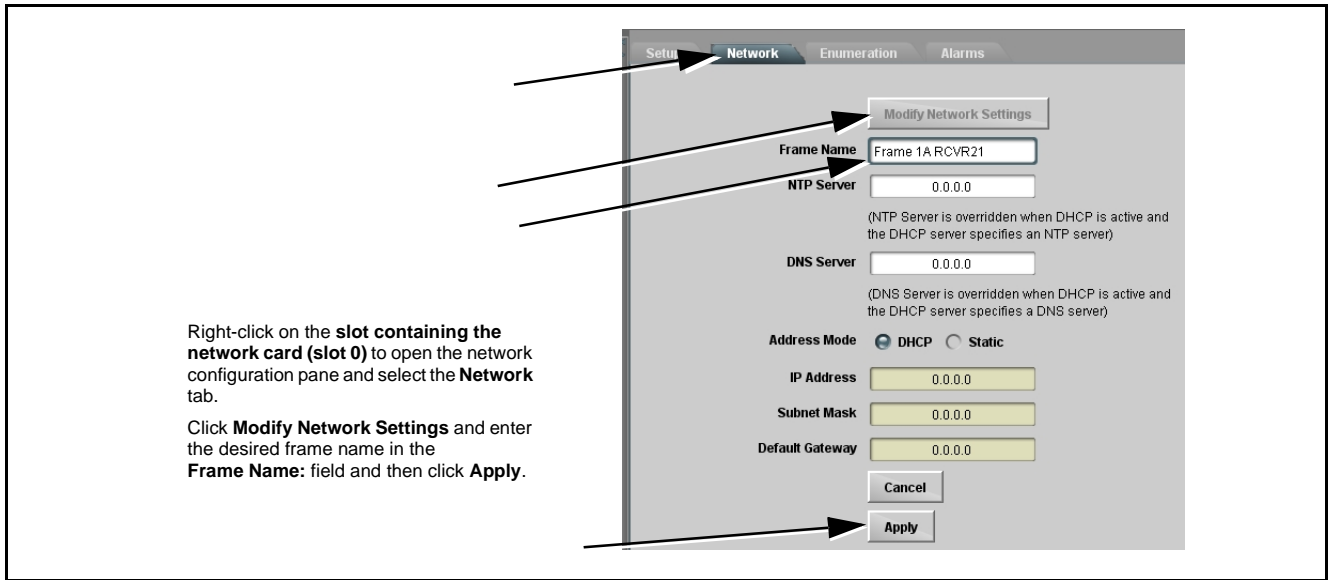 Setup Network Enumeration Alarms
Modify Network Settings
Frame Name Frame 1A RCVR21
NTP Server 0.0.0.0
(NTP Server is overridden when DHCP is active and
the DHCP server specifies an NTP server)
DNS Server 0.0.0.0
(DNS Server is overridden when DHCP is active and
the DHCP server specifies a DNS server)
Address Mode DHCP Static
IP Address 0.0.0.0
Subnet Mask 0.0.0.0
Default Gateway 0.0.0.0
Cancel
Apply
Right-click on the slot containing the
network card (slot 0) to open the network
configuration pane and select the Network
tab.
Click Modify Network Settings and enter
the desired frame name in the
Frame Name: field and then click Apply.